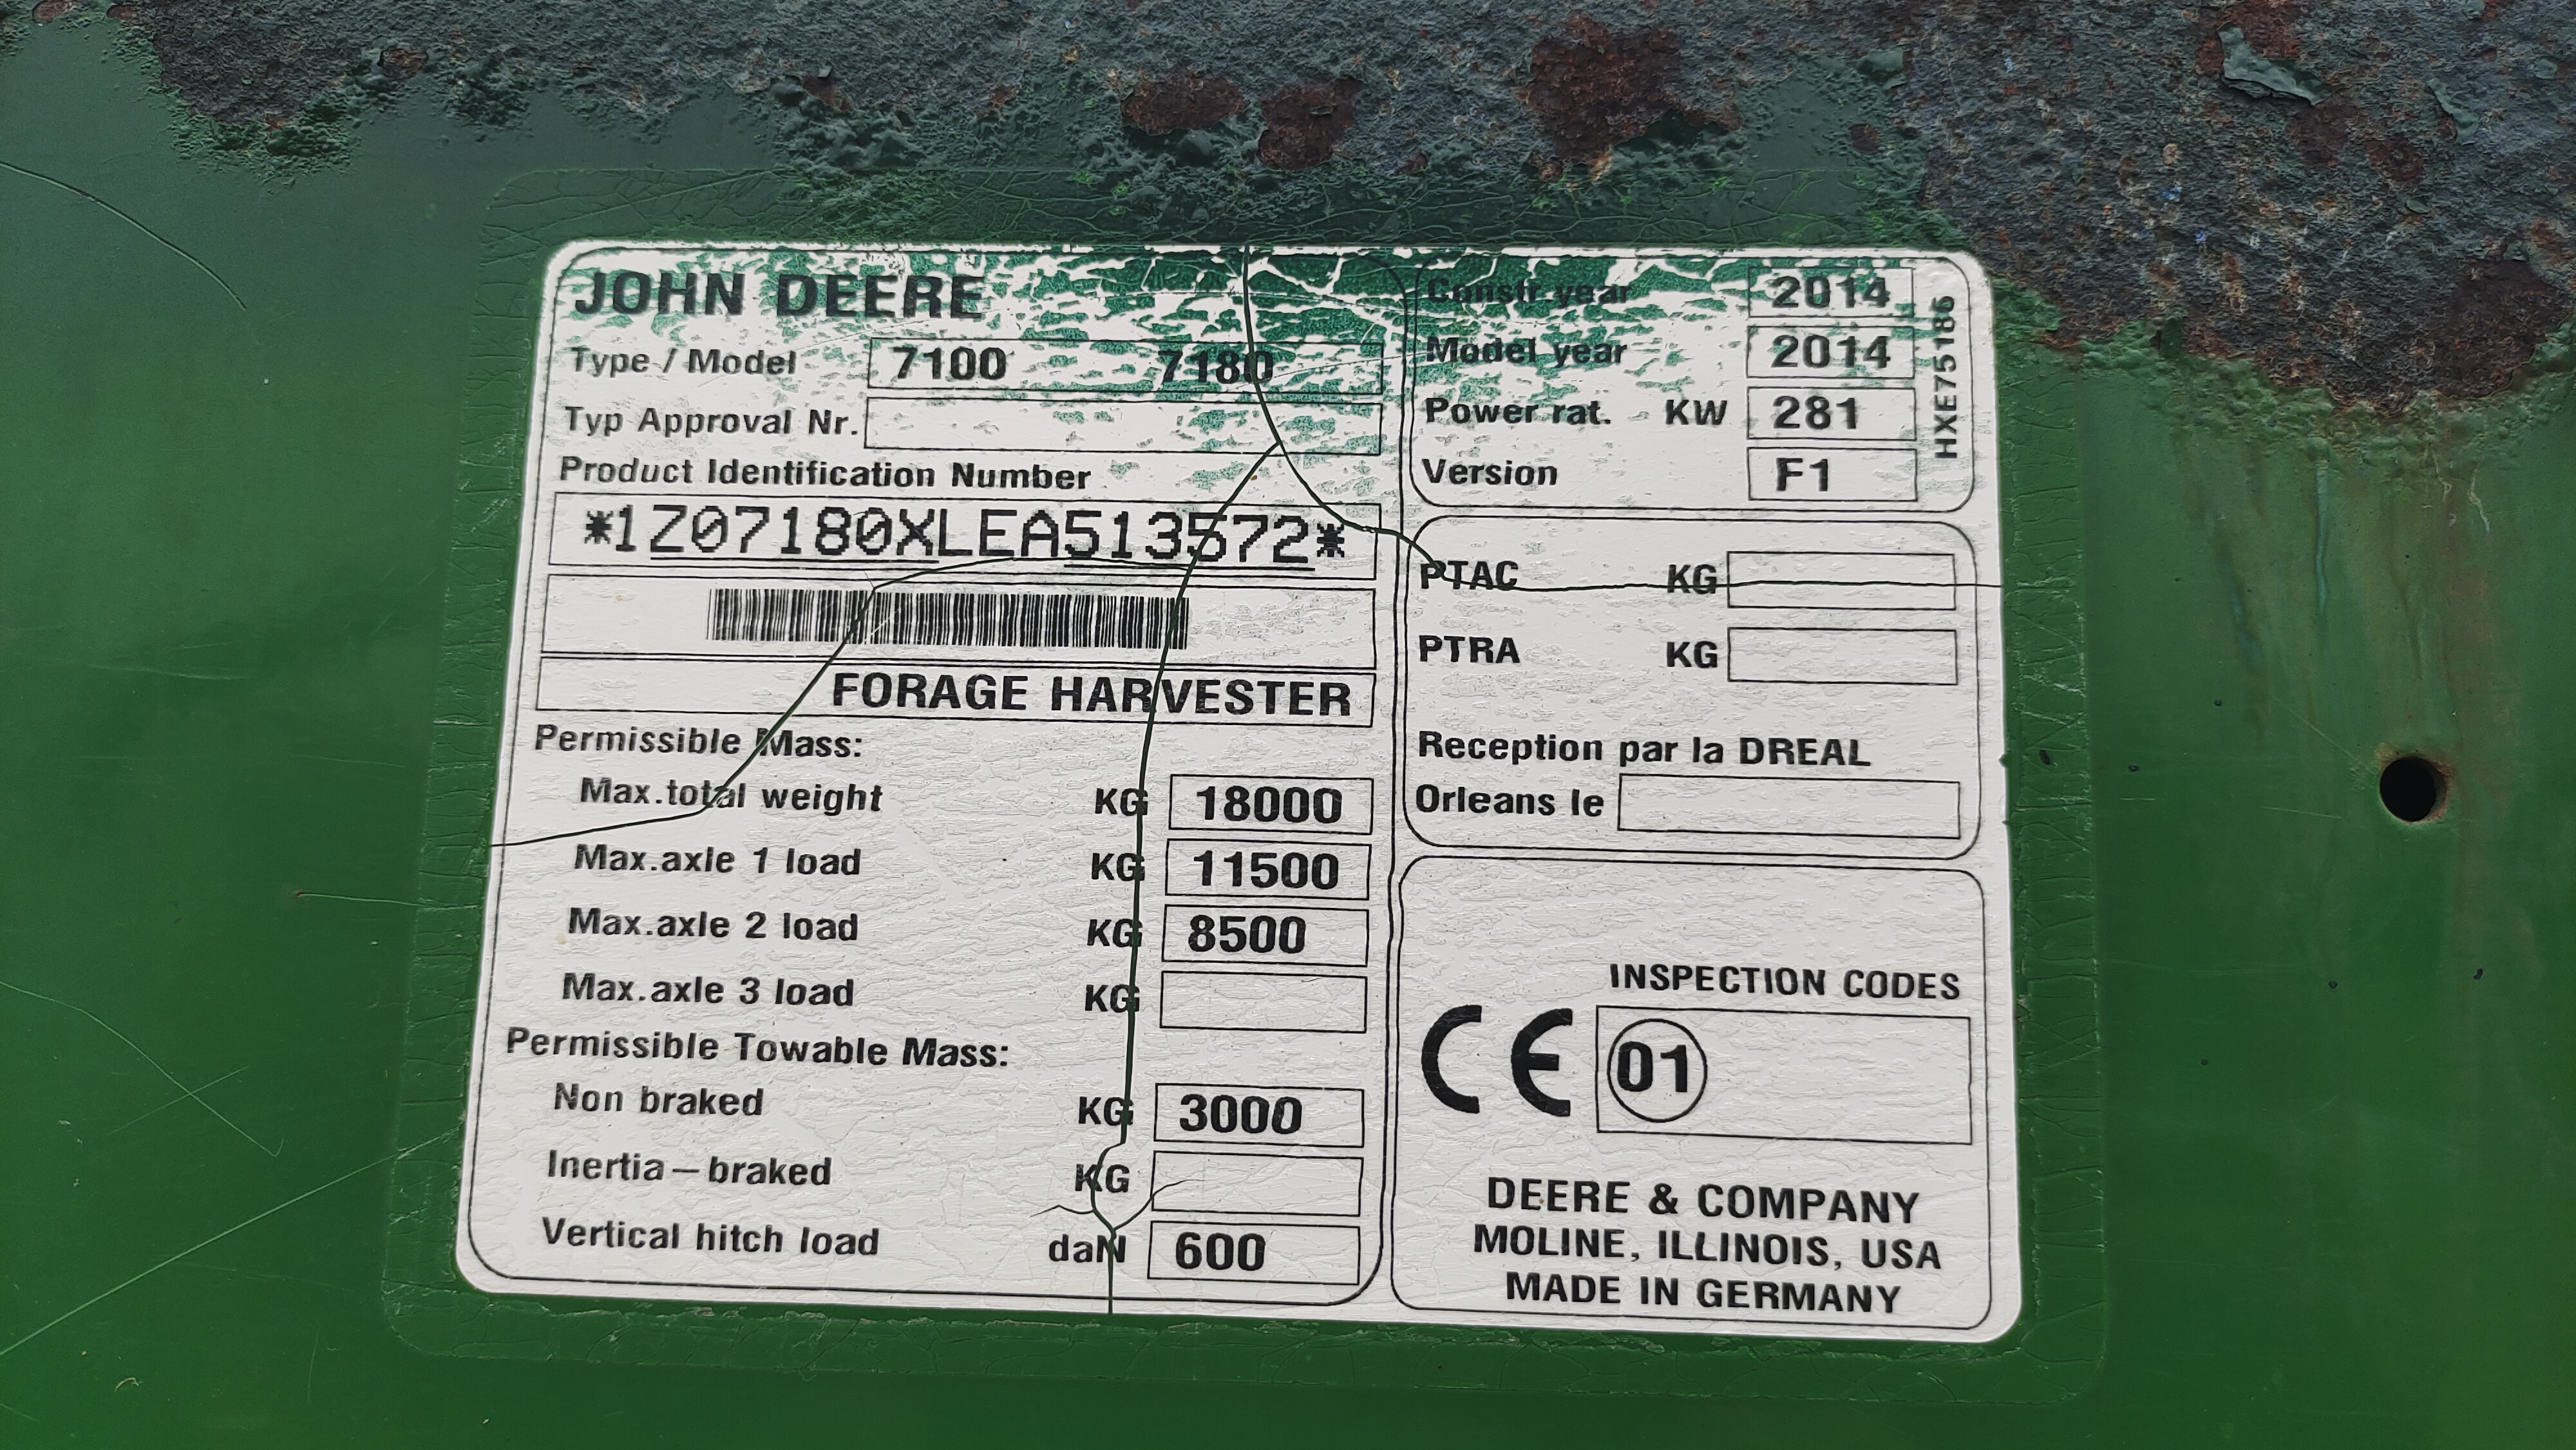 JOHN DEERE
Type / Model 7100 7180
Typ Approval Nr.
Product Identification Number
*1Z07180XLEA513572*
FORAGE HARVESTER
Permissible Mass:
Max.total weight KG 18000
Max.axle 1 load KG 11500
Max.axle 2 load KG 8500
Max.axle 3 load KG
Permissible Towable Mass:
Non braked KG 3000
Inertia—braked KG
Vertical hitch load daN 600
Constr.year 2014
Model year 2014
Power rat. KW 281
Version F1
HXE75186
PTAC KG
PTRA KG
Reception par la DREAL
Orleans le
INSPECTION CODES
CE 01
DEERE & COMPANY
MOLINE, ILLINOIS, USA
MADE IN GERMANY